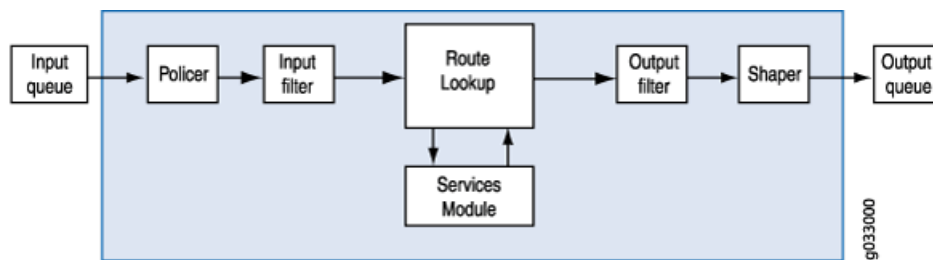 Input
queue
Policer
Input
filter
Route
Lookup
Services
Module
Output
filter
Shaper
Output
queue
g033000